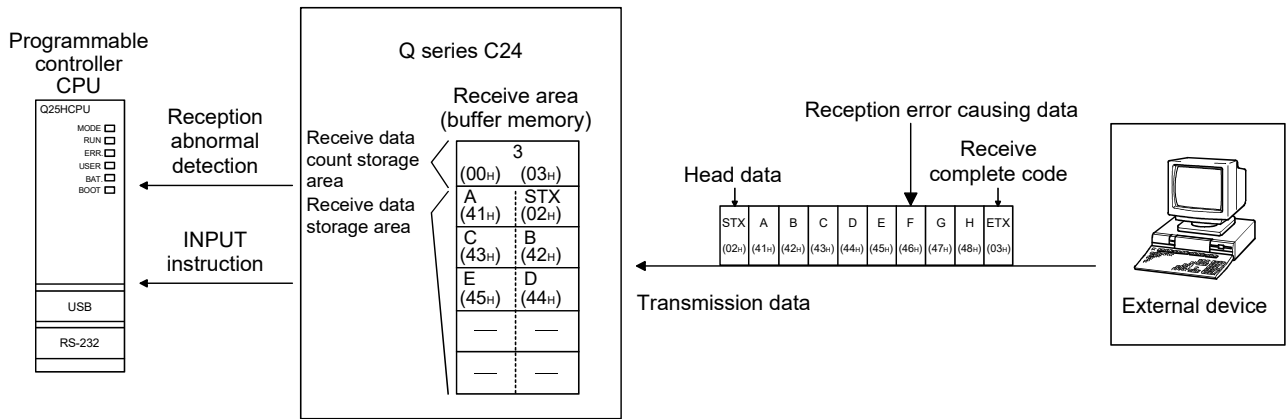 Programmable
controller
CPU
Q25HCPU
MODE
RUN
ERR.
USER
BAT.
BOOT
USB
RS-232
Reception
abnormal
detection
INPUT
instruction
Q series C24
Receive area
(buffer memory)
Receive data
count storage
area
Receive data
storage area
3
(00H) (03H)
A STX
(41H) (02H)
C B
(43H) (42H)
E D
(45H) (44H)
— —
— —
Reception error causing data
Head data
Receive
complete code
STX A B C D E F G H ETX
(02H) (41H) (42H) (43H) (44H) (45H) (46H) (47H) (48H) (03H)
Transmission data
External device